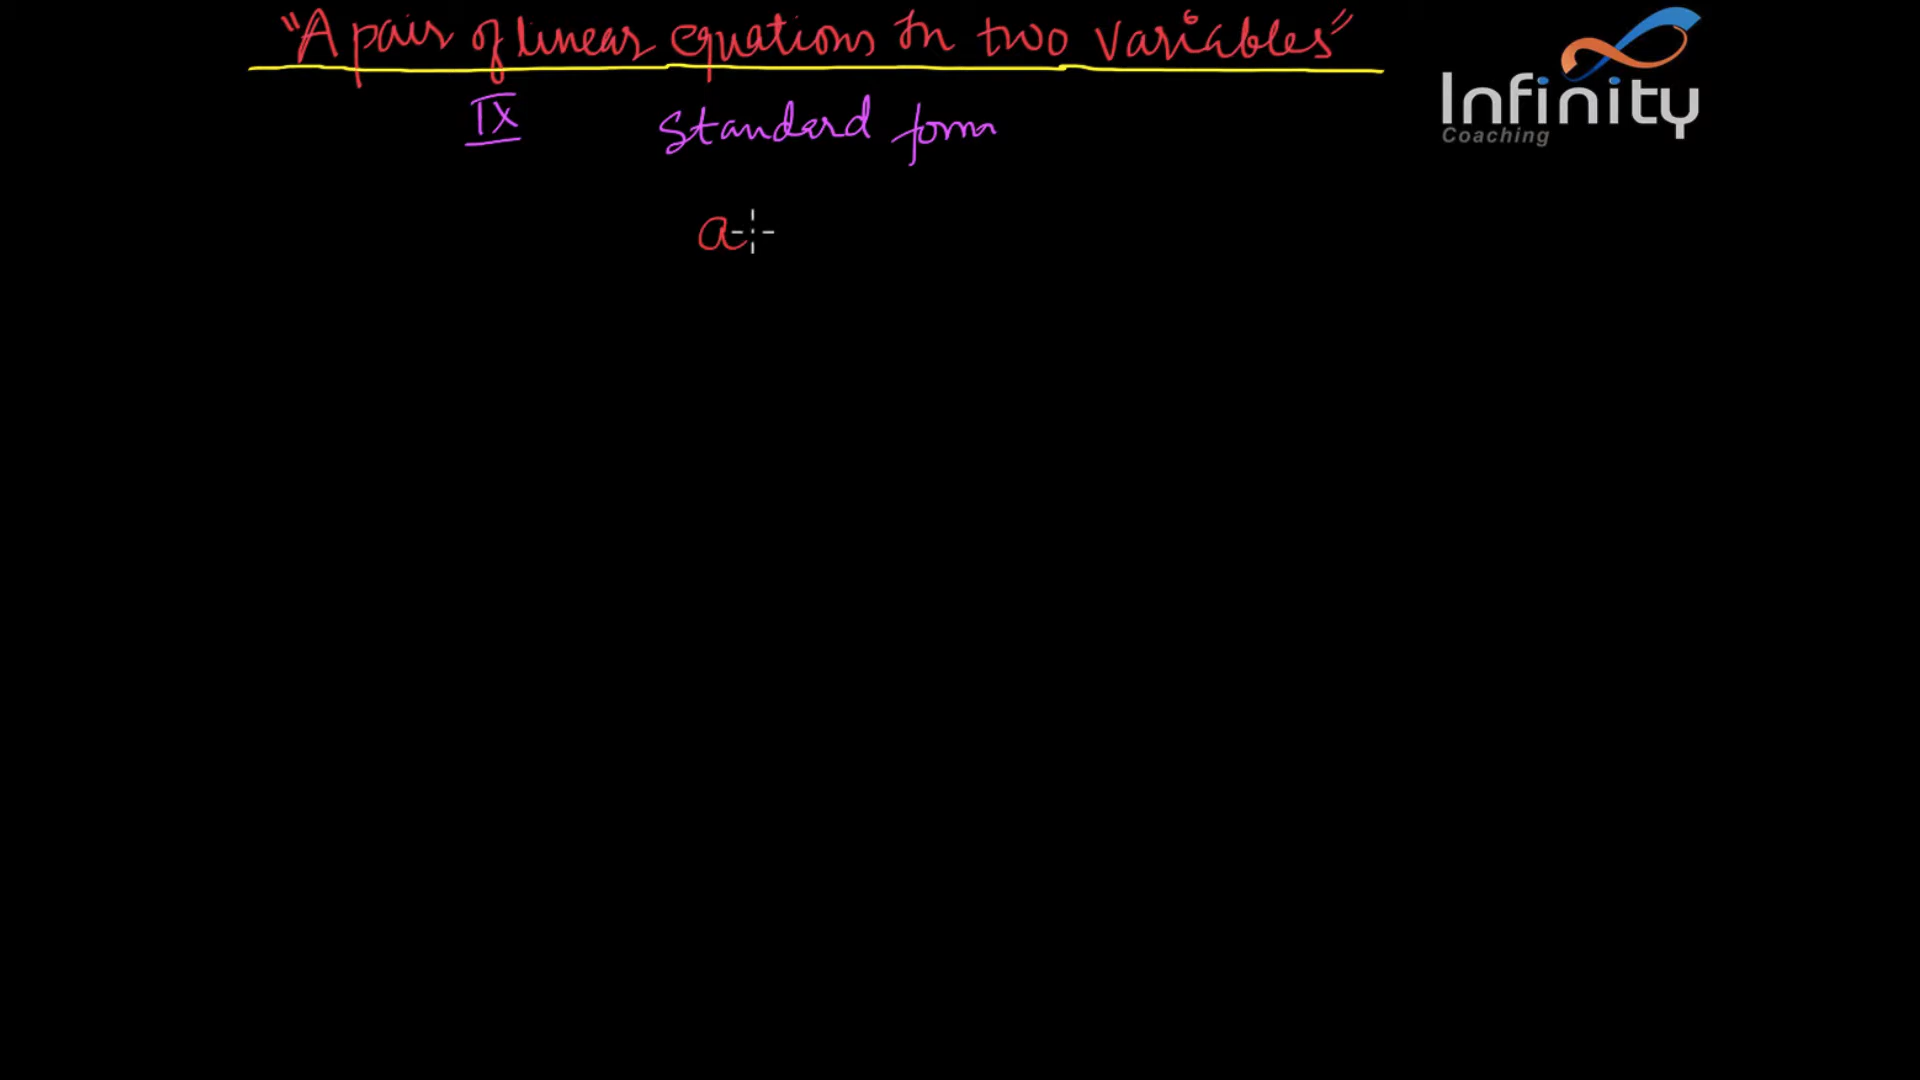 "A pair of linear equations In two variables"
Infinity
Coaching
IX Standard form
a